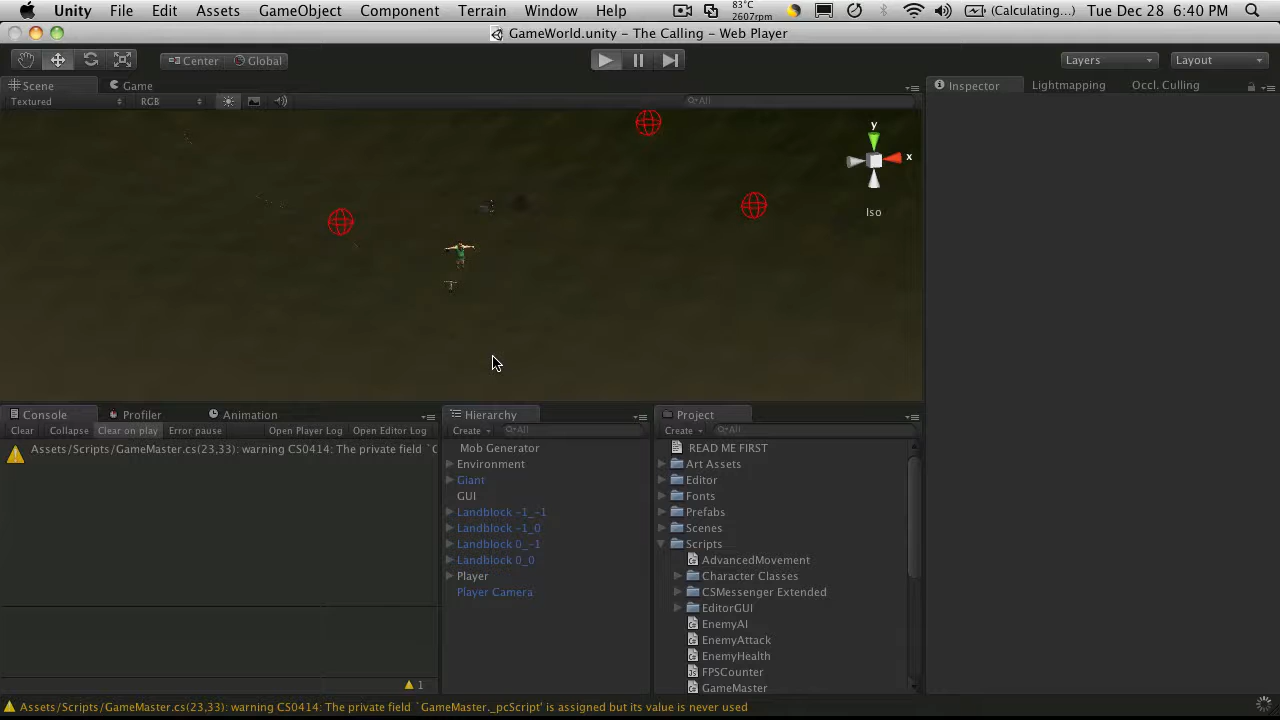 Unity File Edit Assets GameObject Component Terrain Window Help 83°C 2607rpm (Calculating...) Tue Dec 28 6:40 PM
GameWorld.unity – The Calling – Web Player
Center Global Layers Layout
Scene Game Inspector Lightmapping Occl. Culling
Textured RGB All
y
x
Iso
Console Profiler Animation Hierarchy Project
Clear Collapse Clear on play Error pause Open Player Log Open Editor Log Create All Create All
Assets/Scripts/GameMaster.cs(23,33): warning CS0414: The private field `G
Mob Generator
Environment
Giant
GUI
Landblock -1_-1
Landblock -1_0
Landblock 0_-1
Landblock 0_0
Player
Player Camera
READ ME FIRST
Art Assets
Editor
Fonts
Prefabs
Scenes
Scripts
AdvancedMovement
Character Classes
CSMessenger Extended
EditorGUI
EnemyAI
EnemyAttack
EnemyHealth
FPSCounter
GameMaster
1
Assets/Scripts/GameMaster.cs(23,33): warning CS0414: The private field `GameMaster._pcScript' is assigned but its value is never used